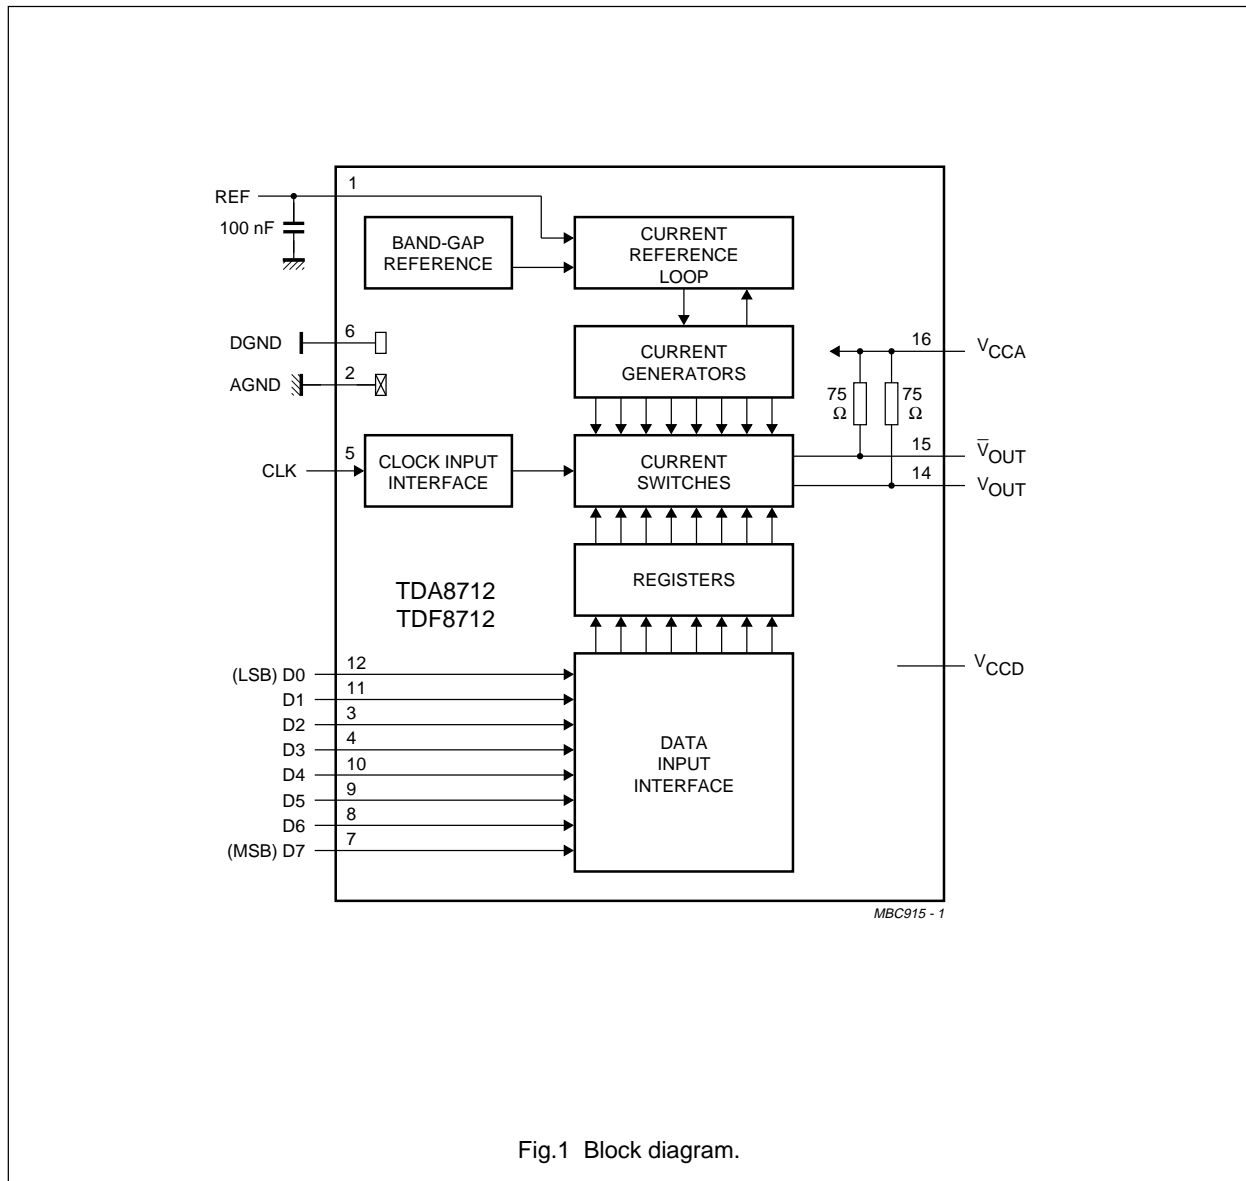 REF
1
100 nF
BAND-GAP
REFERENCE
CURRENT
REFERENCE
LOOP
DGND
6
AGND
2
CURRENT
GENERATORS
16
VCCA
75
Ω
75
Ω
CLK
5
CLOCK INPUT
INTERFACE
CURRENT
SWITCHES
15
V̅OUT
14
VOUT
REGISTERS
TDA8712
TDF8712
VCCD
(LSB) D0
12
D1
11
D2
3
D3
4
D4
10
D5
9
D6
8
(MSB) D7
7
DATA
INPUT
INTERFACE
MBC915 - 1
Fig.1 Block diagram.